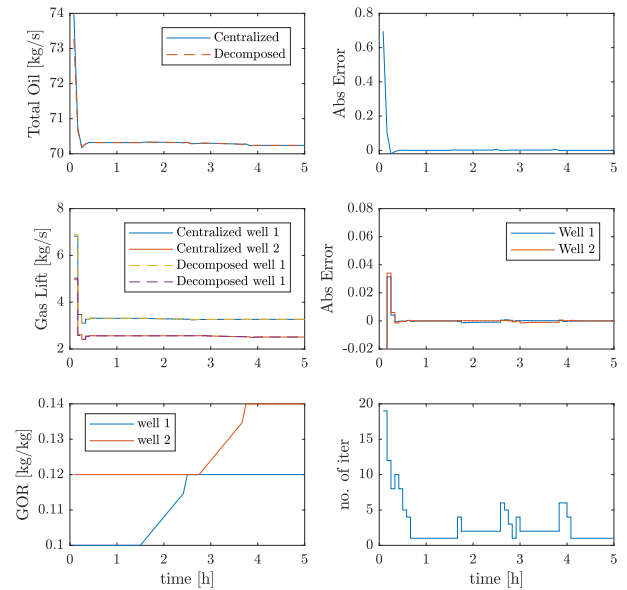 Total Oil [kg/s]
74
73
72
71
70
Centralized
Decomposed
0 1 2 3 4 5
Abs Error
0.8
0.6
0.4
0.2
0
0 1 2 3 4 5
Gas Lift [kg/s]
8
6
4
2
Centralized well 1
Centralized well 2
Decomposed well 1
Decomposed well 1
0 1 2 3 4 5
Abs Error
0.08
0.06
0.04
0.02
0
-0.02
Well 1
Well 2
0 1 2 3 4 5
GOR [kg/kg]
0.14
0.13
0.12
0.11
0.1
well 1
well 2
0 1 2 3 4 5
time [h]
no. of iter
20
15
10
5
0
0 1 2 3 4 5
time [h]